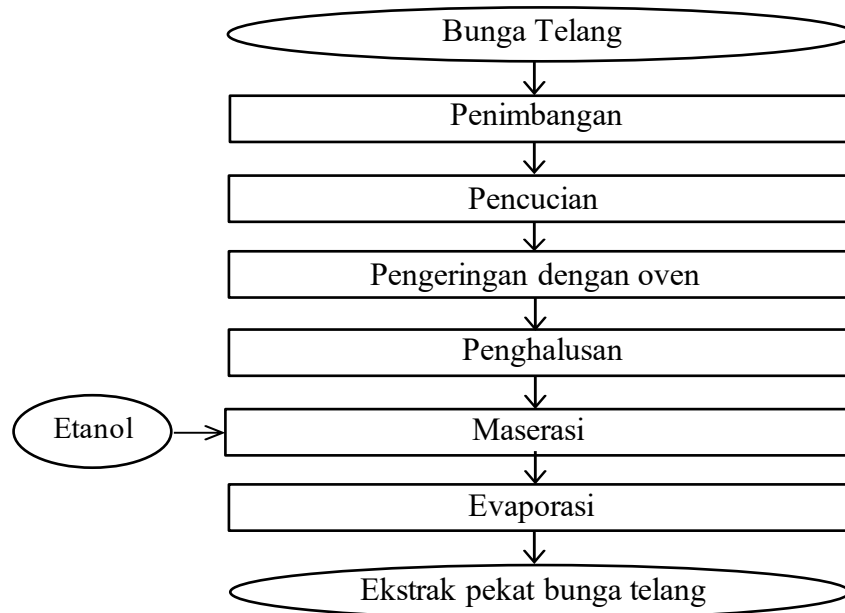 Bunga Telang
Penimbangan
Pencucian
Pengeringan dengan oven
Penghalusan
Etanol
Maserasi
Evaporasi
Ekstrak pekat bunga telang